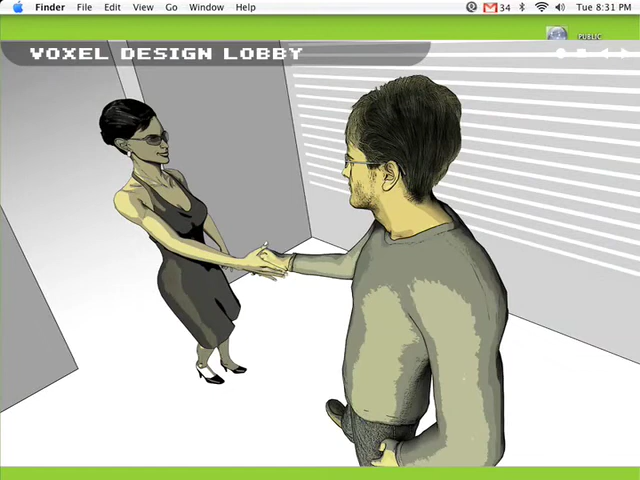 Finder File Edit View Go Window Help 34 Tue 8:31 PM
PUBLIC
VOXEL DESIGN LOBBY